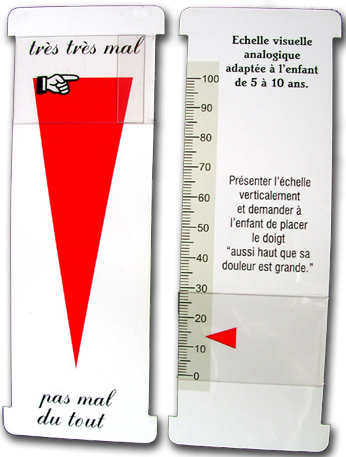 très très mal
pas mal
du tout
Echelle visuelle
analogique
adaptée à l'enfant
de 5 à 10 ans.
100
90
80
70
60
50
40
30
20
10
0
Présenter l'échelle
verticalement
et demander à
l'enfant de placer
le doigt
"aussi haut que sa
douleur est grande."